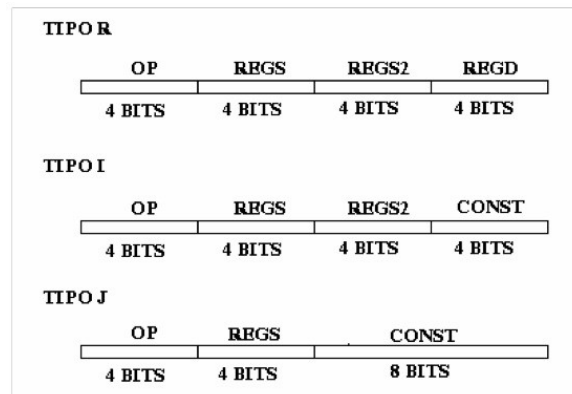 TIPO R
OP REGS REGS2 REGD
4 BITS 4 BITS 4 BITS 4 BITS
TIPO I
OP REGS REGS2 CONST
4 BITS 4 BITS 4 BITS 4 BITS
TIPO J
OP REGS CONST
4 BITS 4 BITS 8 BITS